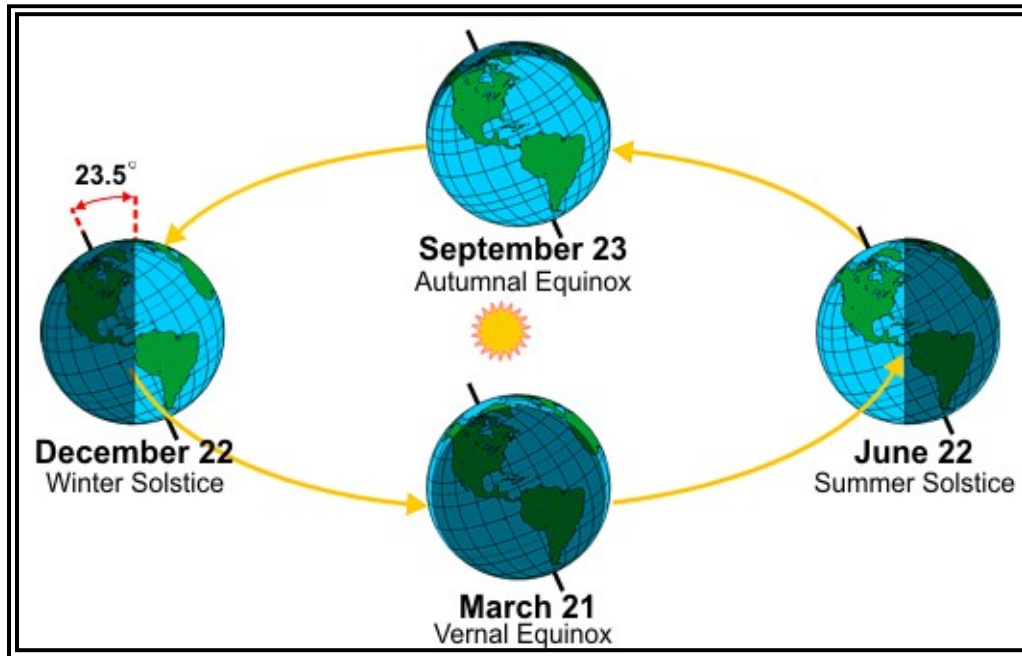 September 23
Autumnal Equinox
23.5°
December 22
Winter Solstice
June 22
Summer Solstice
March 21
Vernal Equinox